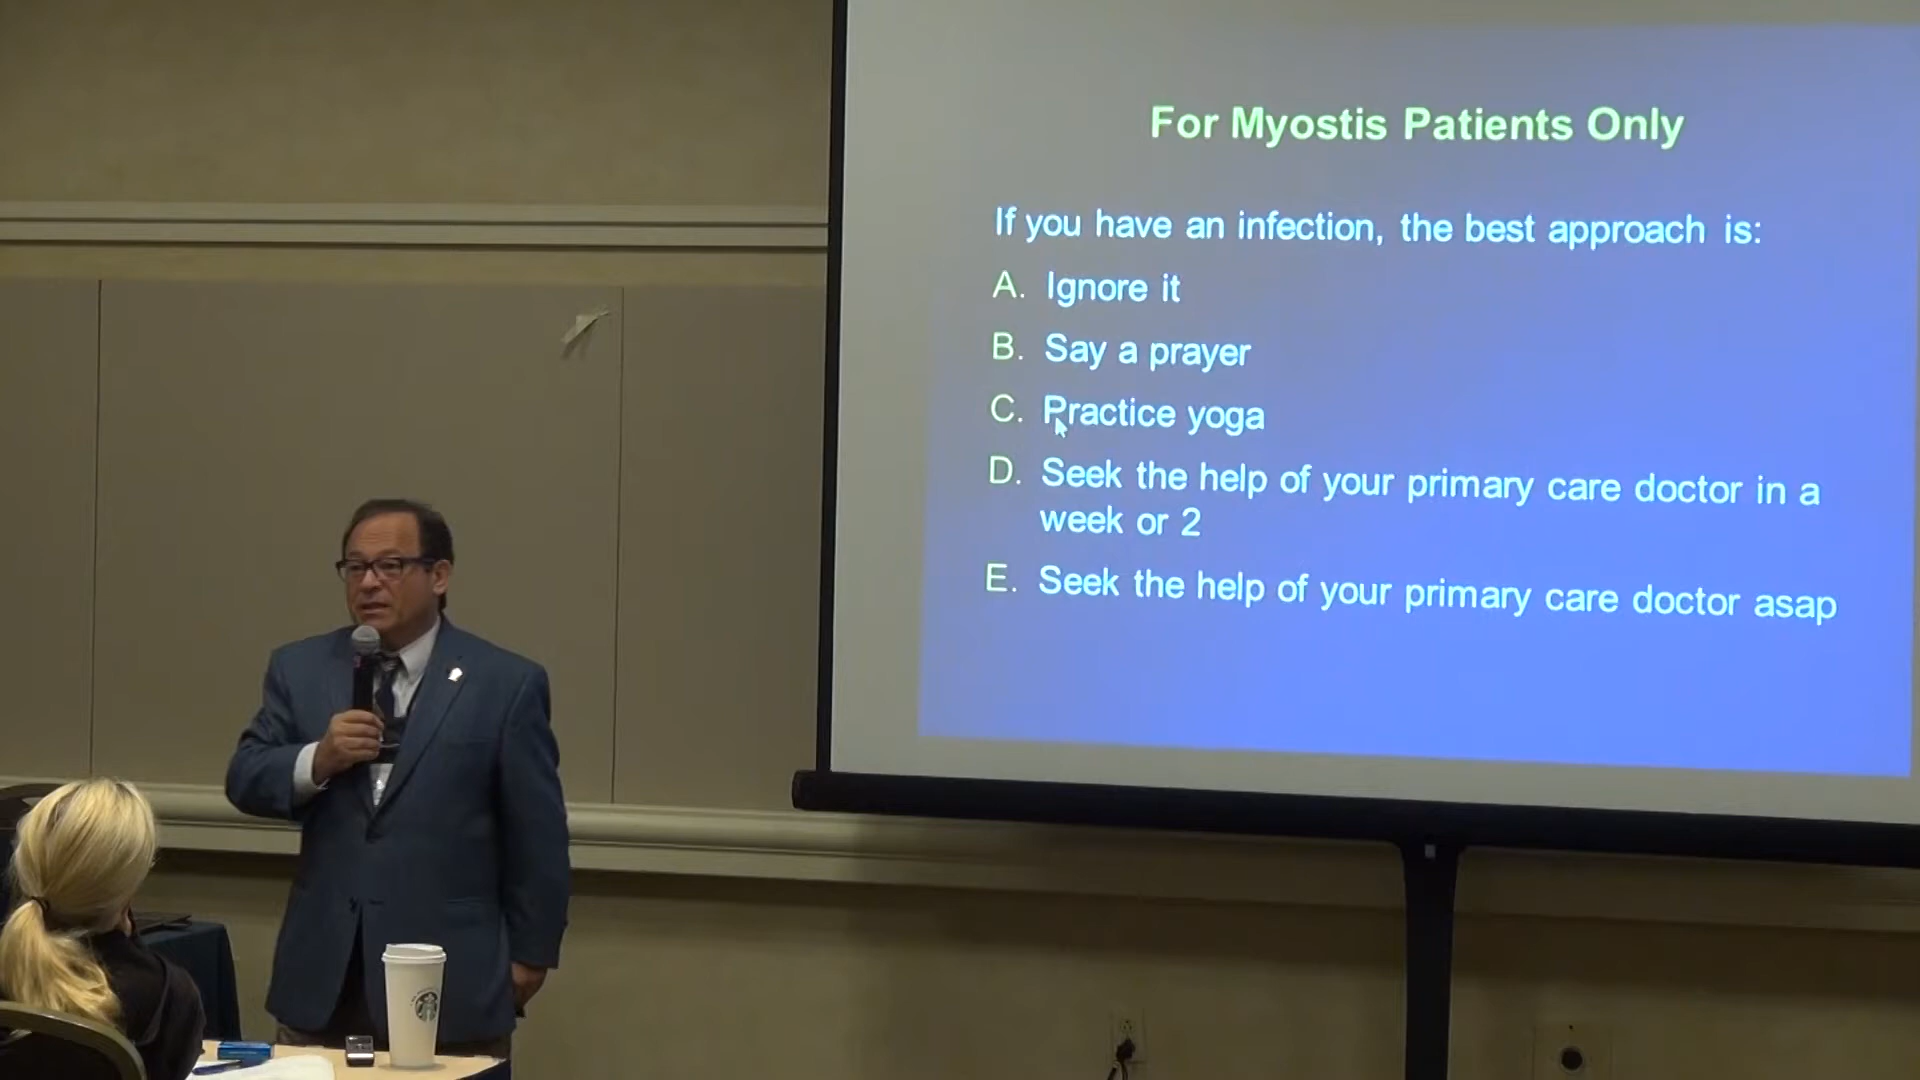 For Myostis Patients Only
If you have an infection, the best approach is:
A. Ignore it
B. Say a prayer
C. Practice yoga
D. Seek the help of your primary care doctor in a
week or 2
E. Seek the help of your primary care doctor asap